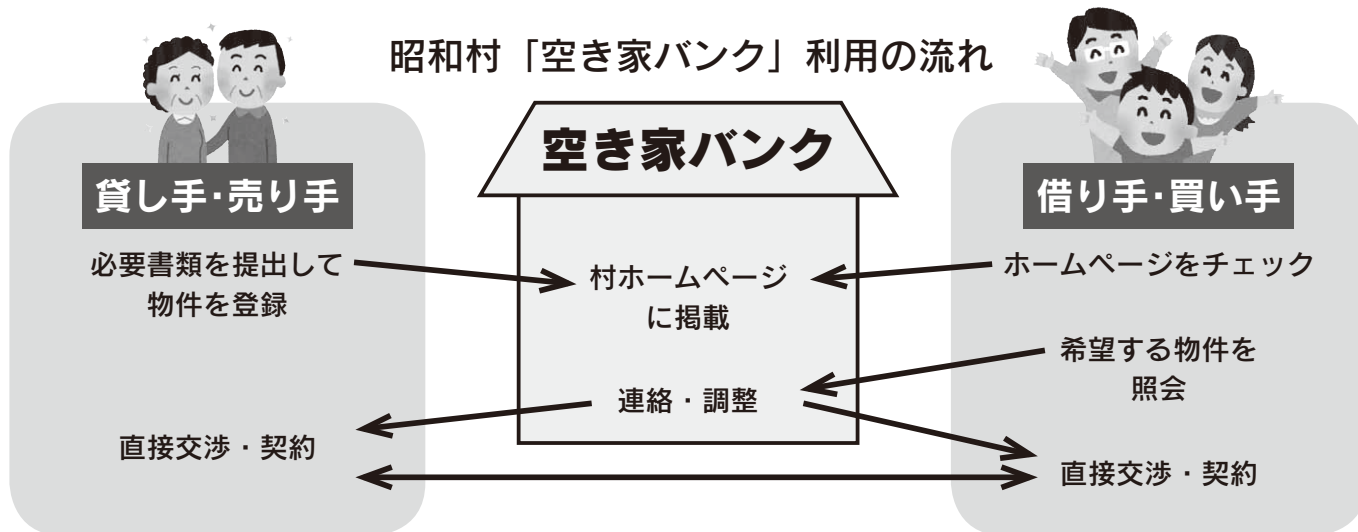 昭和村「空き家バンク」利用の流れ
貸し手・売り手
必要書類を提出して
物件を登録
直接交渉・契約
空き家バンク
村ホームページ
に掲載
連絡・調整
借り手・買い手
ホームページをチェック
希望する物件を
照会
直接交渉・契約